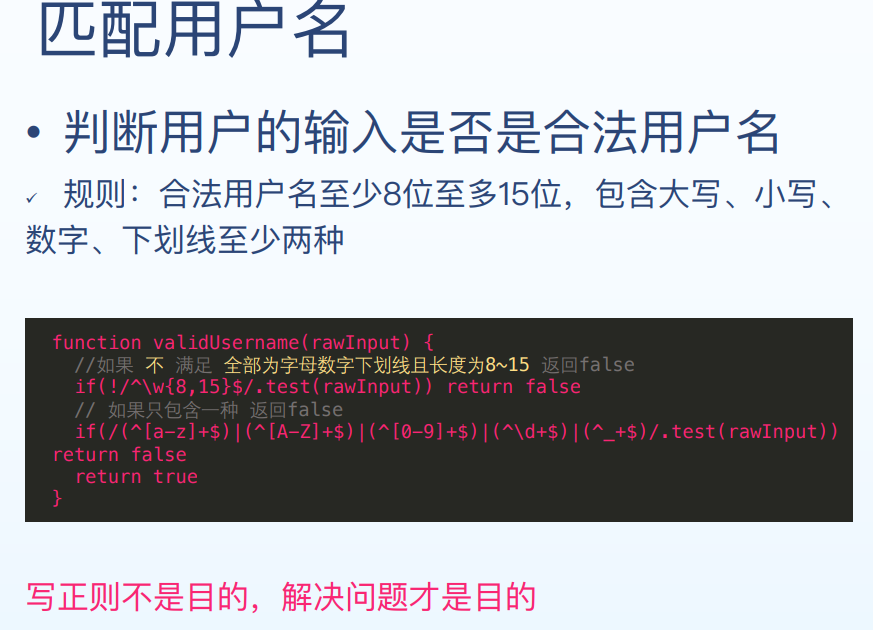 匹配用户名
• 判断用户的输入是否是合法用户名
✓ 规则：合法用户名至少8位至多15位，包含大写、小写、
数字、下划线至少两种
function validUsername(rawInput) {
//如果 不 满足 全部为字母数字下划线且长度为8~15 返回false
if(!/^\w{8,15}$/.test(rawInput)) return false
// 如果只包含一种 返回false
if(/(^[a-z]+$)|(^[A-Z]+$)|(^[0-9]+$)|(^\d+$)|(^_+$)/.test(rawInput))
return false
return true
}
写正则不是目的，解决问题才是目的